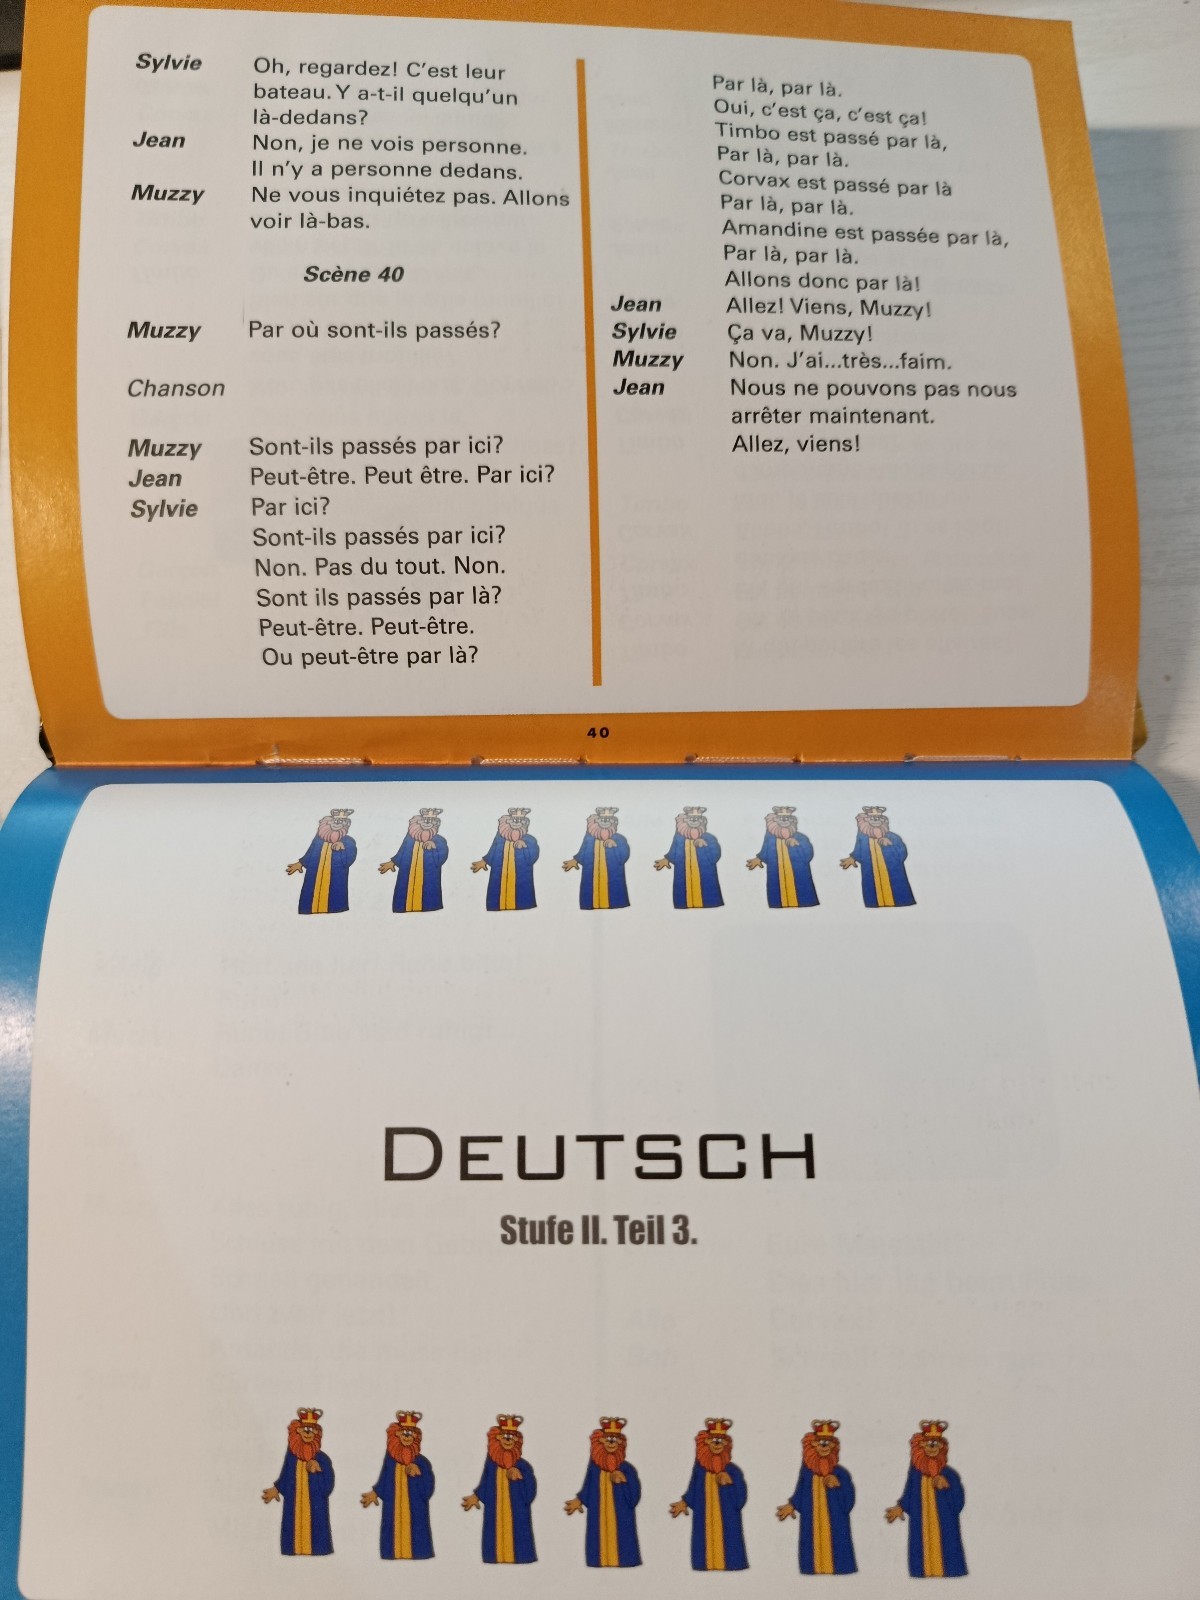 Sylvie Oh, regardez! C'est leur
bateau. Y a-t-il quelqu'un
là-dedans?
Jean Non, je ne vois personne.
Il n'y a personne dedans.
Muzzy Ne vous inquiétez pas. Allons
voir là-bas.
Scène 40
Muzzy Par où sont-ils passés?
Chanson
Muzzy Sont-ils passés par ici?
Jean Peut-être. Peut être. Par ici?
Sylvie Par ici?
Sont-ils passés par ici?
Non. Pas du tout. Non.
Sont ils passés par là?
Peut-être. Peut-être.
Ou peut-être par là?
Par là, par là.
Oui, c'est ça, c'est ça!
Timbo est passé par là,
Par là, par là.
Corvax est passé par là
Par là, par là.
Amandine est passée par là,
Par là, par là.
Allons donc par là!
Jean Allez! Viens, Muzzy!
Sylvie Ça va, Muzzy!
Muzzy Non. J'ai...très...faim.
Jean Nous ne pouvons pas nous
arrêter maintenant.
Allez, viens!
40
DEUTSCH
Stufe II. Teil 3.